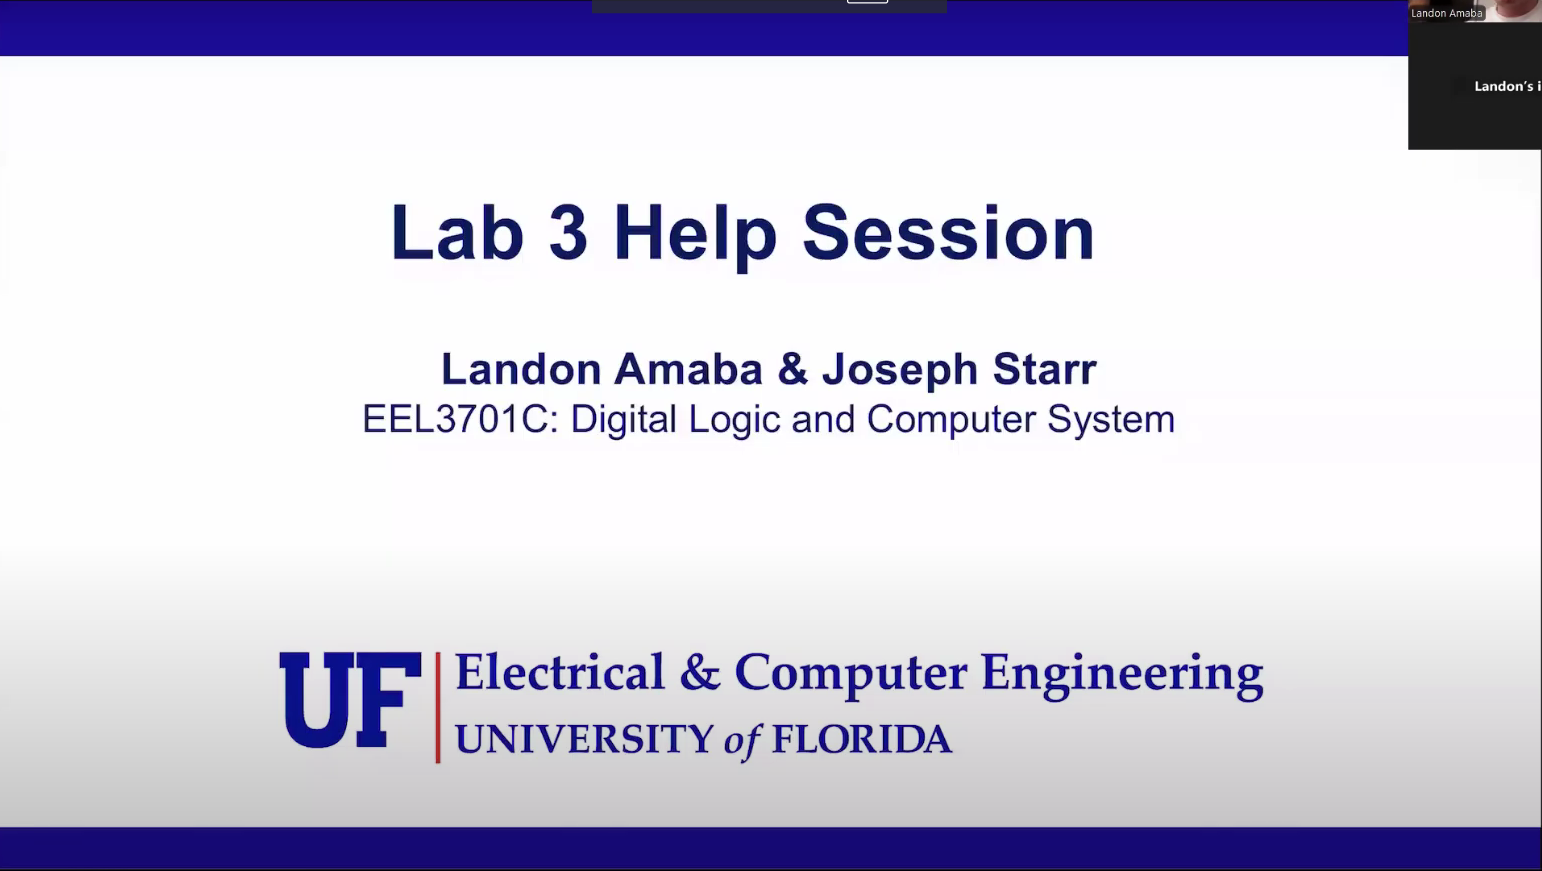 Landon Amaba
Landon's i
Lab 3 Help Session
Landon Amaba & Joseph Starr
EEL3701C: Digital Logic and Computer System
UF
Electrical & Computer Engineering
UNIVERSITY of FLORIDA